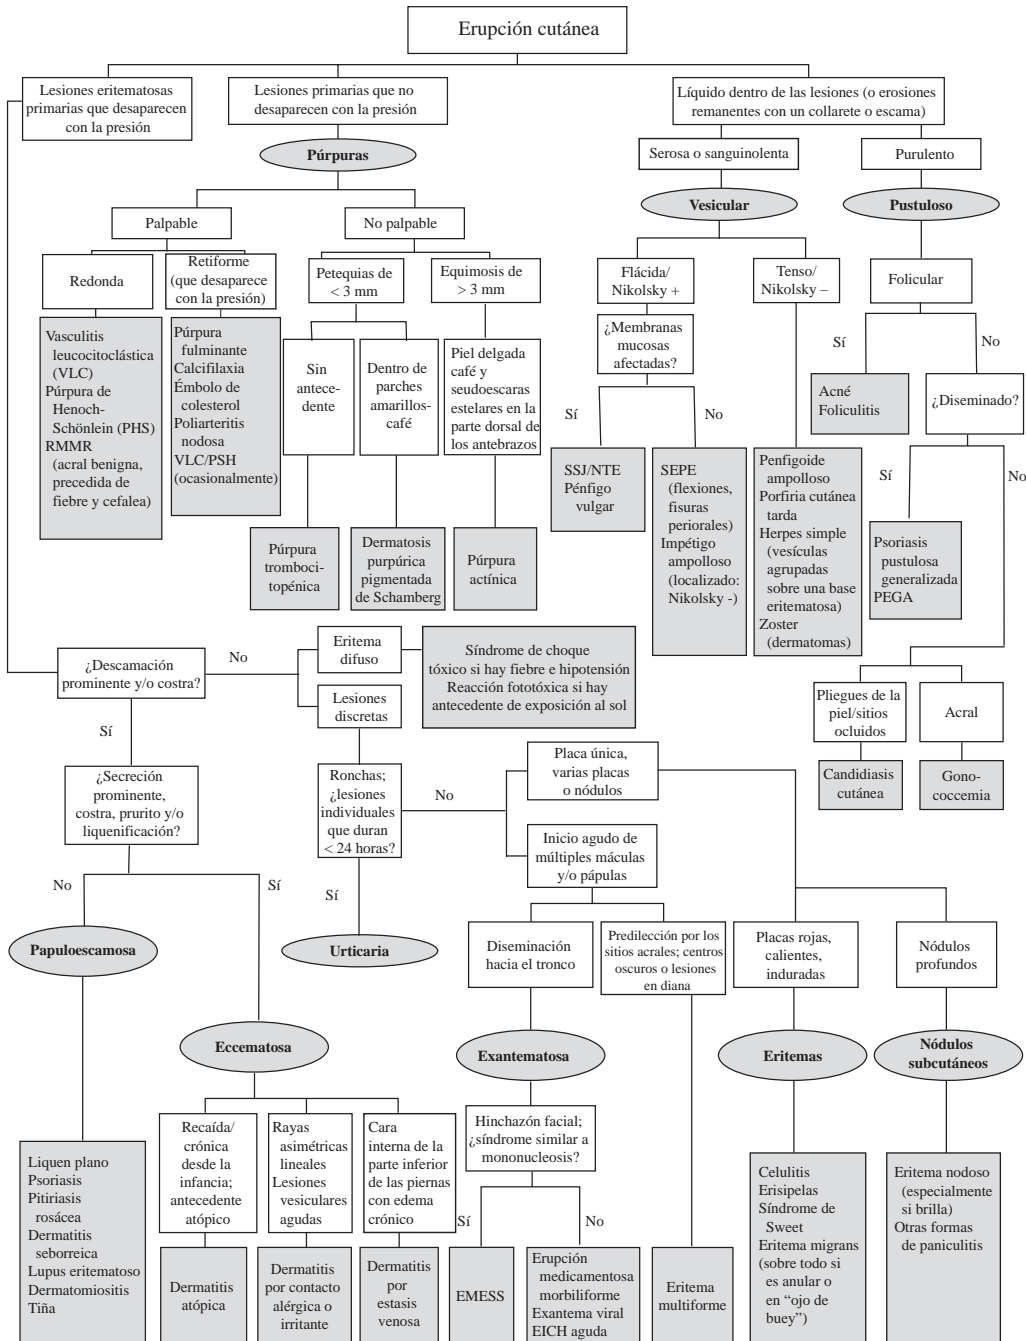 Erupción cutánea
Lesiones eritematosas
primarias que desaparecen
con la presión
Lesiones primarias que no
desaparecen con la presión
Líquido dentro de las lesiones (o erosiones
remanentes con un collarete o escama)
Púrpuras
Serosa o sanguinolenta
Purulento
Vesicular
Pustuloso
Palpable
No palpable
Redonda
Retiforme
(que desaparece
con la presión)
Petequias de
< 3 mm
Equimosis de
> 3 mm
Flácida/
Nikolsky +
Tenso/
Nikolsky –
Folicular
Vasculitis
leucocitoclástica
(VLC)
Púrpura de
Henoch-
Schönlein (PHS)
RMMR
(acral benigna,
precedida de
fiebre y cefalea)
Púrpura
fulminante
Calcifilaxia
Émbolo de
colesterol
Poliarteritis
nodosa
VLC/PSH
(ocasionalmente)
Sin
antece-
dente
Dentro de
parches
amarillos-
café
Piel delgada
café y
seudoescaras
estelares en la
parte dorsal de
los antebrazos
¿Membranas
mucosas
afectadas?
Sí
No
Sí
No
Acné
Foliculitis
¿Diseminado?
SSJ/NTE
Pénfigo
vulgar
SEPE
(flexiones,
fisuras
periorales)
Impétigo
ampolloso
(localizado:
Nikolsky -)
Penfigoide
ampolloso
Porfiria cutánea
tarda
Herpes simple
(vesículas
agrupadas
sobre una base
eritematosa)
Zoster
(dermatomas)
Sí
No
Psoriasis
pustulosa
generalizada
PEGA
Púrpura
tromboci-
topénica
Dermatosis
purpúrica
pigmentada
de Schamberg
Púrpura
actínica
¿Descamación
prominente y/o costra?
No
Eritema
difuso
Síndrome de choque
tóxico si hay fiebre e hipotensión
Reacción fototóxica si hay
antecedente de exposición al sol
Lesiones
discretas
Pliegues de la
piel/sitios
ocluidos
Acral
Sí
Candidiasis
cutánea
Gono-
coccemia
¿Secreción
prominente,
costra, prurito y/o
liquenificación?
Ronchas;
¿lesiones
individuales
que duran
< 24 horas?
No
Placa única,
varias placas
o nódulos
Inicio agudo de
múltiples máculas
y/o pápulas
No
Sí
Sí
Papuloescamosa
Urticaria
Diseminación
hacia el tronco
Predilección por los
sitios acrales; centros
oscuros o lesiones
en diana
Placas rojas,
calientes,
induradas
Nódulos
profundos
Eccematosa
Exantematosa
Eritemas
Nódulos
subcutáneos
Recaída/
crónica
desde la
infancia;
antecedente
atópico
Rayas
asimétricas
lineales
Lesiones
vesiculares
agudas
Cara
interna de la
parte inferior
de las piernas
con edema
crónico
Hinchazón facial;
¿síndrome similar a
mononucleosis?
Sí
No
Liquen plano
Psoriasis
Pitiriasis
rosácea
Dermatitis
seborreica
Lupus eritematoso
Dermatomiositis
Tiña
Dermatitis
atópica
Dermatitis
por contacto
alérgica o
irritante
Dermatitis
por
estasis
venosa
EMESS
Erupción
medicamentosa
morbiliforme
Exantema viral
EICH aguda
Eritema
multiforme
Celulitis
Erisipelas
Síndrome de
Sweet
Eritema migrans
(sobre todo si
es anular o
en “ojo de
buey”)
Eritema nodoso
(especialmente
si brilla)
Otras formas
de paniculitis